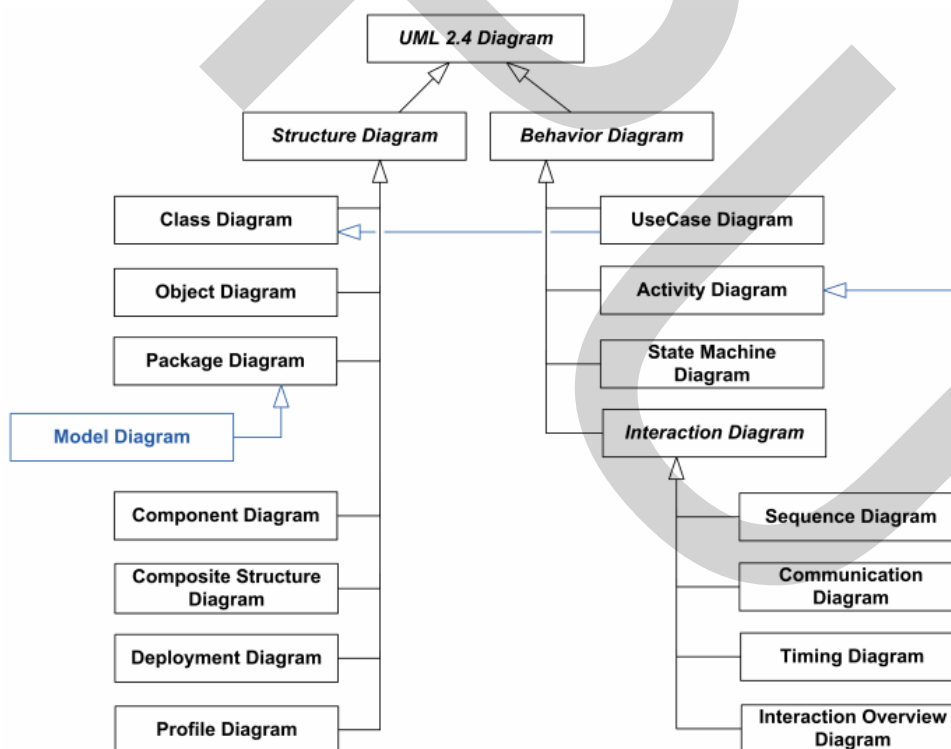 UML 2.4 Diagram
Structure Diagram
Behavior Diagram
Class Diagram
UseCase Diagram
Object Diagram
Activity Diagram
Package Diagram
State Machine
Diagram
Model Diagram
Interaction Diagram
Component Diagram
Sequence Diagram
Composite Structure
Diagram
Communication
Diagram
Deployment Diagram
Timing Diagram
Profile Diagram
Interaction Overview
Diagram